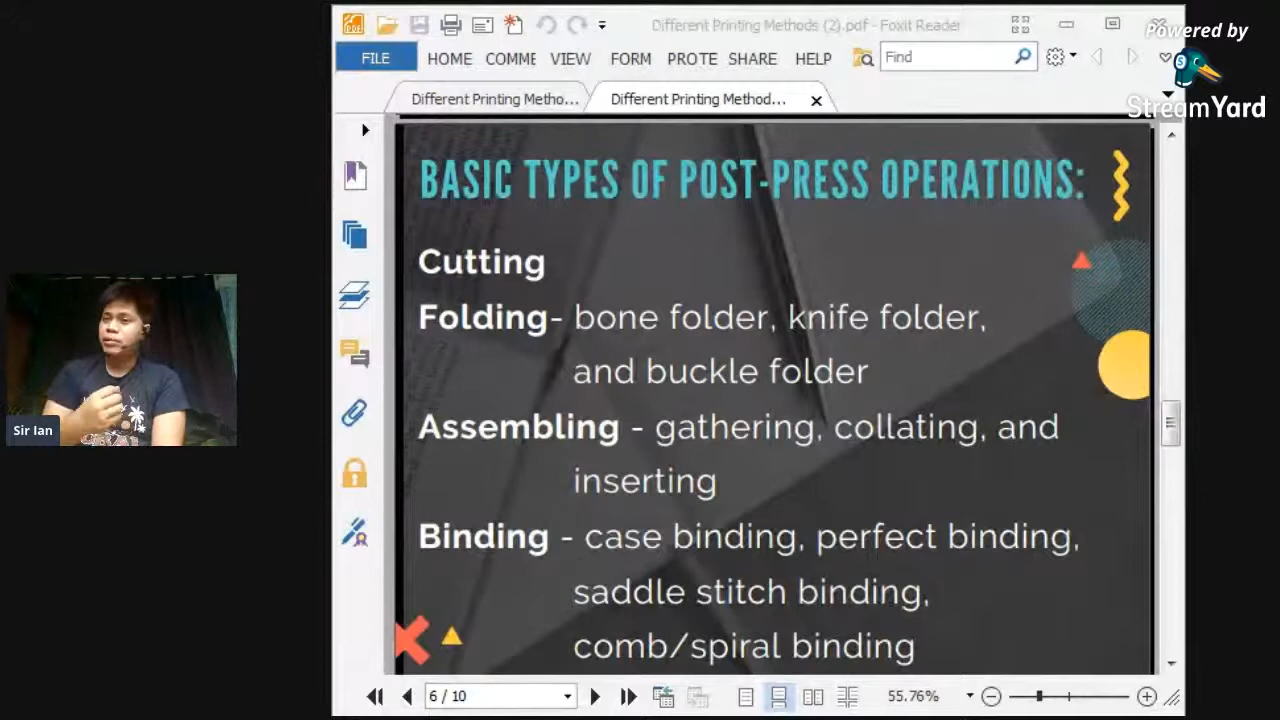 Different Printing Methods (2).pdf - Foxit Reader
Powered by
StreamYard
FILE HOME COMME VIEW FORM PROTE SHARE HELP Find
Different Printing Metho... Different Printing Method...
BASIC TYPES OF POST-PRESS OPERATIONS:
Cutting
Folding- bone folder, knife folder,
and buckle folder
Assembling - gathering, collating, and
inserting
Binding - case binding, perfect binding,
saddle stitch binding,
comb/spiral binding
Sir Ian
6 / 10 55.76%